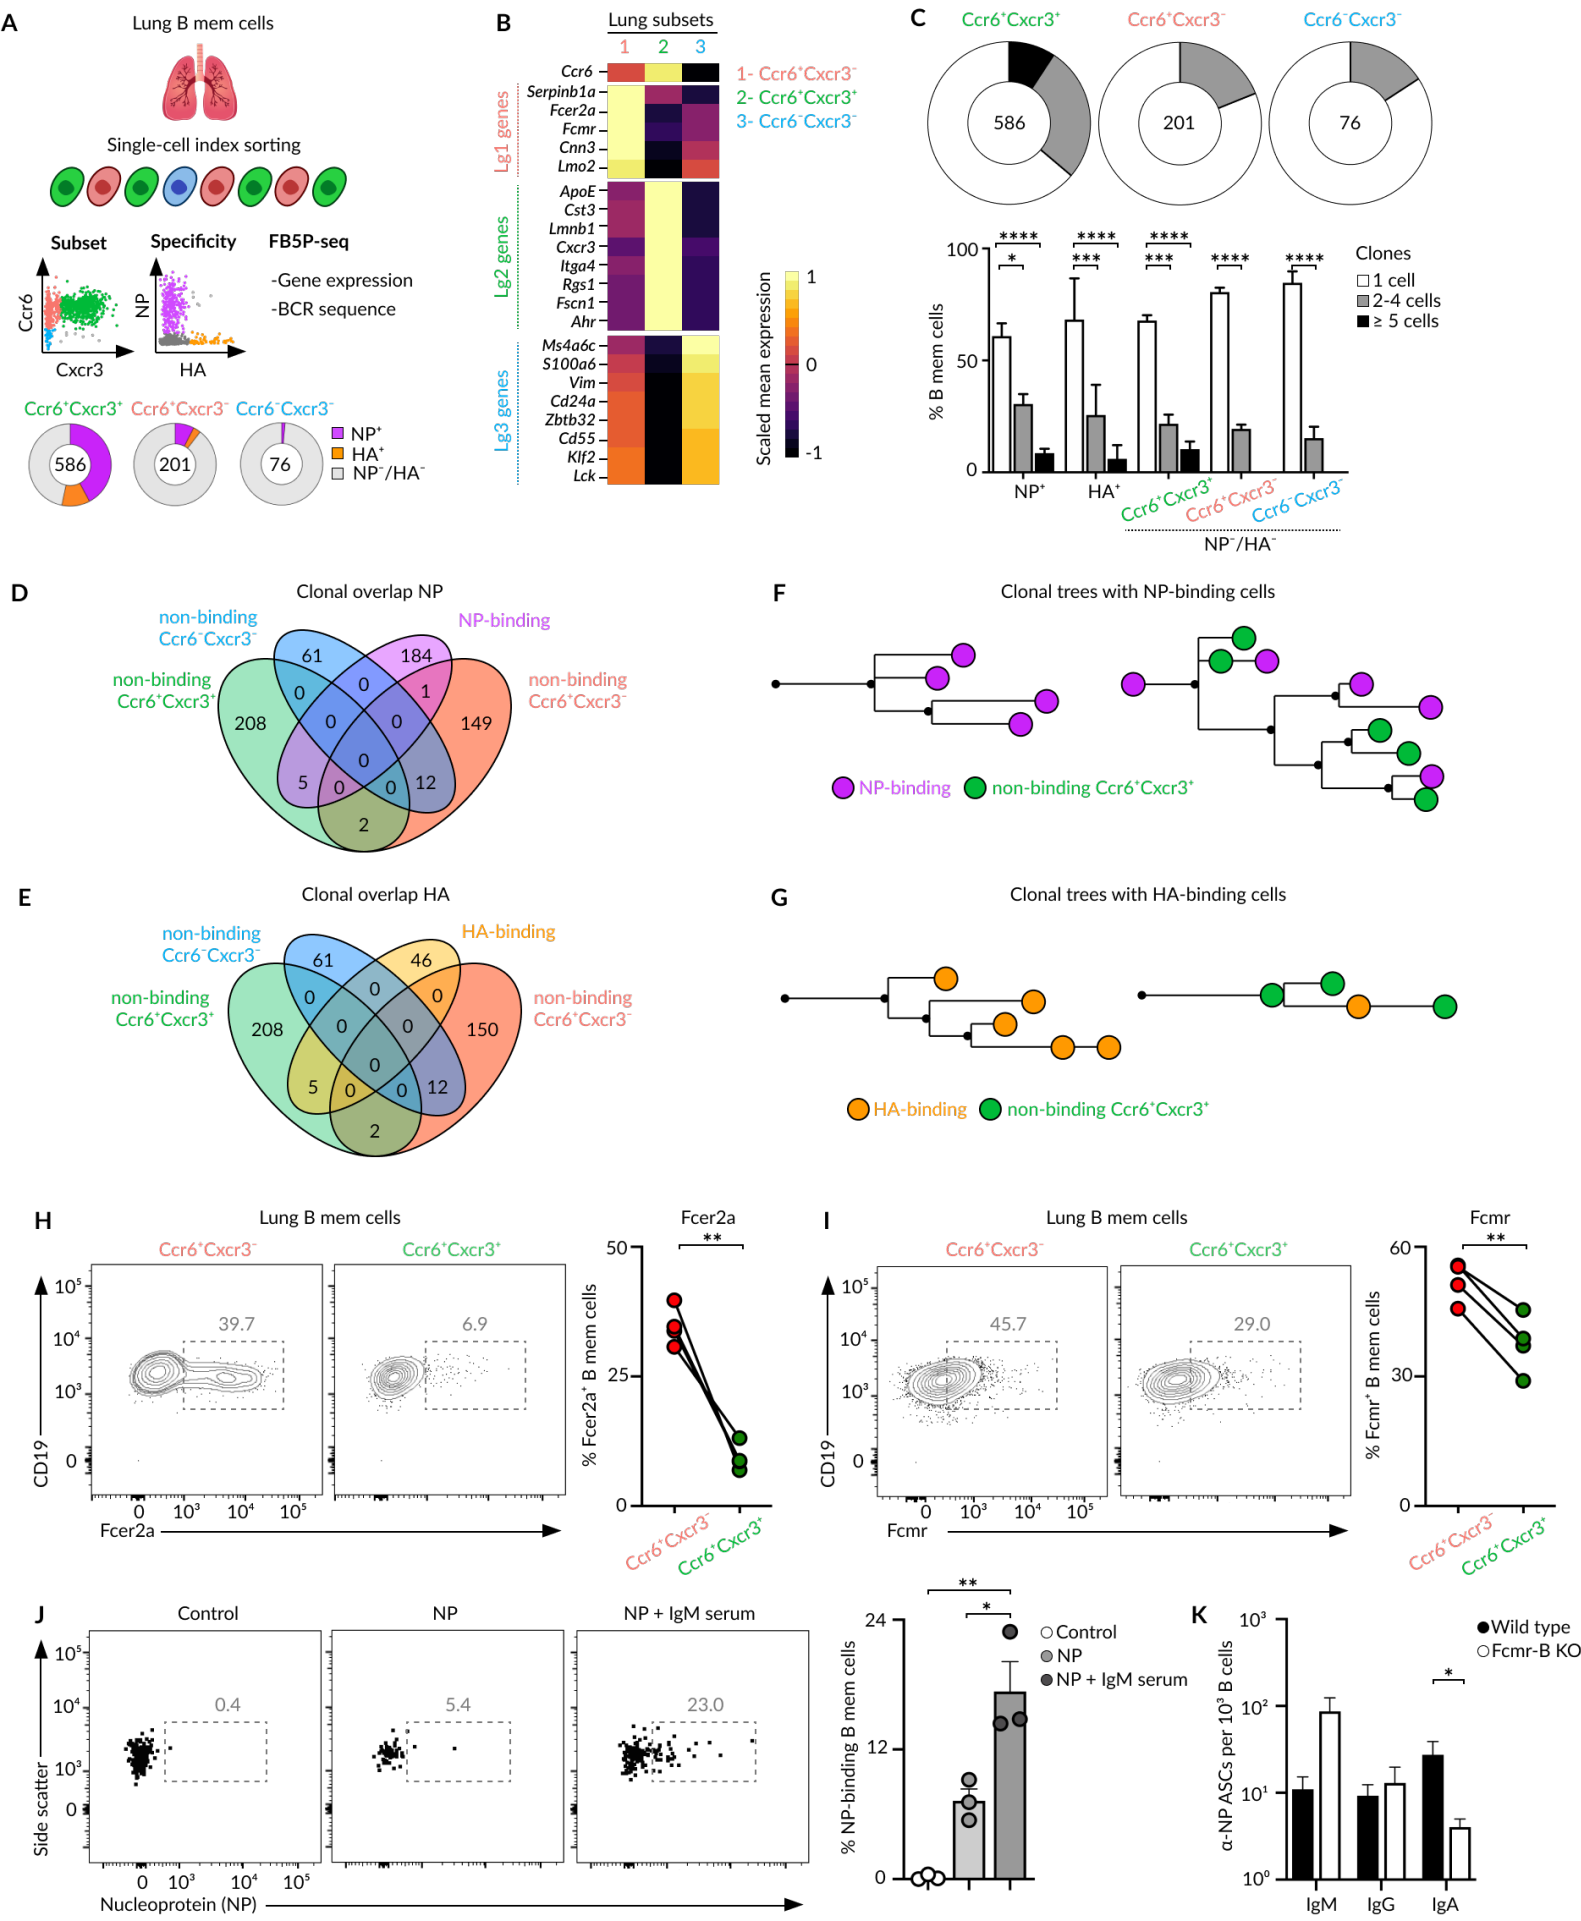 A
Lung B mem cells
Single-cell index sorting
Subset
Specificity
FB5P-seq
Ccr6
Cxcr3
NP
HA
-Gene expression
-BCR sequence
Ccr6⁺Cxcr3⁺
Ccr6⁺Cxcr3⁻
Ccr6⁻Cxcr3⁻
586
201
76
NP⁺
HA⁺
NP⁻/HA⁻
B
Lung subsets
1 2 3
1- Ccr6⁺Cxcr3⁻
2- Ccr6⁺Cxcr3⁺
3- Ccr6⁻Cxcr3⁻
Ccr6
Lg1 genes
Serpinb1a
Fcer2a
Fcmr
Cnn3
Lmo2
Lg2 genes
ApoE
Cst3
Lmnb1
Cxcr3
Itga4
Rgs1
Fscn1
Ahr
Lg3 genes
Ms4a6c
S100a6
Vim
Cd24a
Zbtb32
Cd55
Klf2
Lck
Scaled mean expression
1
0
-1
C
Ccr6⁺Cxcr3⁺
Ccr6⁺Cxcr3⁻
Ccr6⁻Cxcr3⁻
586
201
76
% B mem cells
100
50
0
****
*
****
***
****
***
****
****
Clones
1 cell
2-4 cells
≥ 5 cells
NP⁺
HA⁺
Ccr6⁺Cxcr3⁺
Ccr6⁺Cxcr3⁻
Ccr6⁻Cxcr3⁻
NP⁻/HA⁻
D
Clonal overlap NP
non-binding
Ccr6⁻Cxcr3⁻
NP-binding
non-binding
Ccr6⁺Cxcr3⁺
non-binding
Ccr6⁺Cxcr3⁻
61
184
0
0
1
208
0
0
149
0
5
0
0
12
2
E
Clonal overlap HA
non-binding
Ccr6⁻Cxcr3⁻
HA-binding
non-binding
Ccr6⁺Cxcr3⁺
non-binding
Ccr6⁺Cxcr3⁻
61
46
0
0
0
208
0
0
150
0
5
0
0
12
2
F
Clonal trees with NP-binding cells
NP-binding
non-binding Ccr6⁺Cxcr3⁺
G
Clonal trees with HA-binding cells
HA-binding
non-binding Ccr6⁺Cxcr3⁺
H
Lung B mem cells
Ccr6⁺Cxcr3⁻
Ccr6⁺Cxcr3⁺
39.7
6.9
CD19
10⁵
10⁴
10³
0
0 10³ 10⁴ 10⁵
Fcer2a
Fcer2a
**
% Fcer2a⁺ B mem cells
50
25
0
Ccr6⁺Cxcr3⁻
Ccr6⁺Cxcr3⁺
I
Lung B mem cells
Ccr6⁺Cxcr3⁻
Ccr6⁺Cxcr3⁺
45.7
29.0
CD19
10⁵
10⁴
10³
0
0 10³ 10⁴ 10⁵
Fcmr
Fcmr
**
% Fcmr⁺ B mem cells
60
30
0
Ccr6⁺Cxcr3⁻
Ccr6⁺Cxcr3⁺
J
Control
NP
NP + IgM serum
0.4
5.4
23.0
Side scatter
10⁵
10⁴
10³
0
0 10³ 10⁴ 10⁵
Nucleoprotein (NP)
**
*
% NP-binding B mem cells
24
12
0
Control
NP
NP + IgM serum
K
α-NP ASCs per 10³ B cells
10³
10²
10¹
10⁰
*
Wild type
Fcmr-B KO
IgM
IgG
IgA